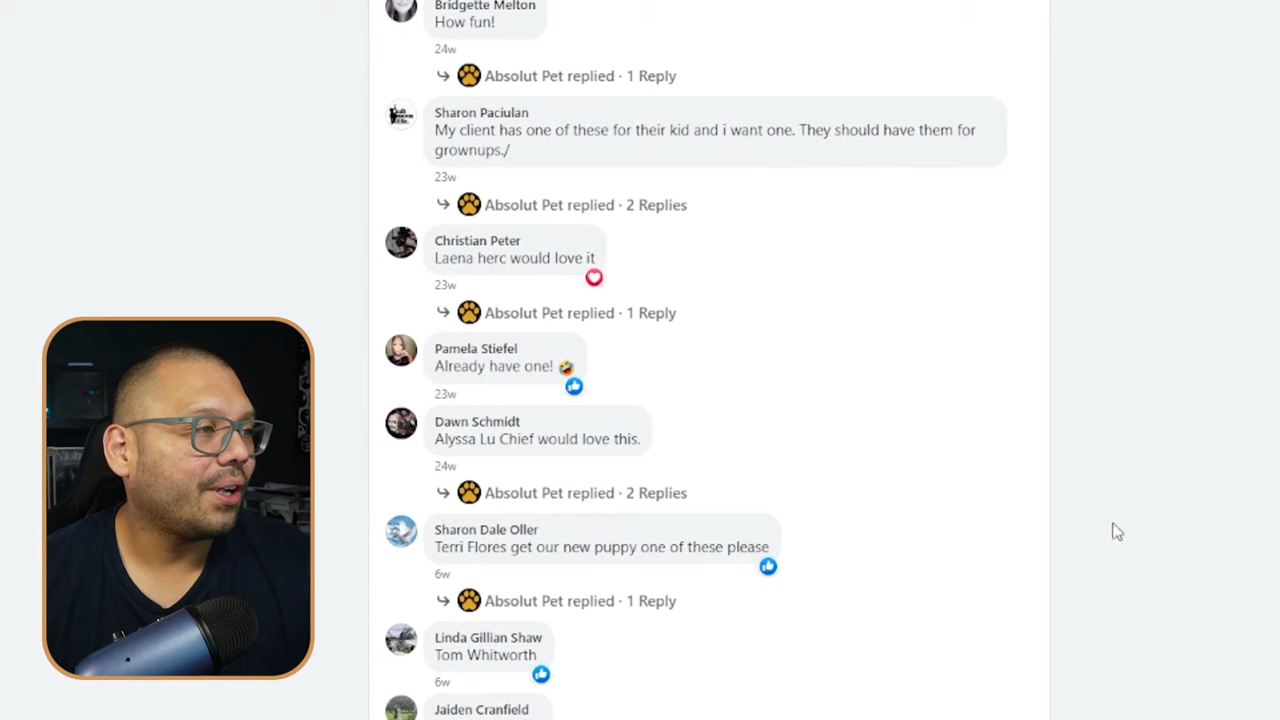 Bridgette Melton
How fun!
24w
Absolut Pet replied · 1 Reply
Sharon Paciulan
My client has one of these for their kid and i want one. They should have them for
grownups./
23w
Absolut Pet replied · 2 Replies
Christian Peter
Laena herc would love it
23w
Absolut Pet replied · 1 Reply
Pamela Stiefel
Already have one! 🤣
23w
Dawn Schmidt
Alyssa Lu Chief would love this.
24w
Absolut Pet replied · 2 Replies
Sharon Dale Oller
Terri Flores get our new puppy one of these please
6w
Absolut Pet replied · 1 Reply
Linda Gillian Shaw
Tom Whitworth
6w
Jaiden Cranfield